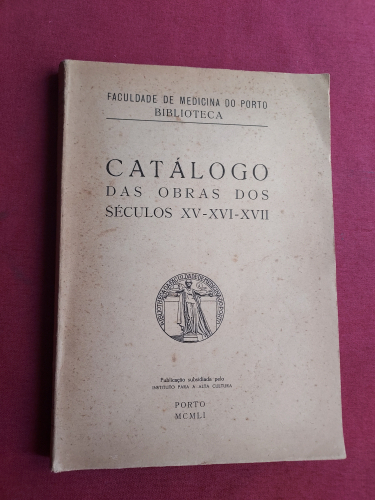 FACULDADE DE MEDICINA DO PORTO
BIBLIOTECA
CATÁLOGO
DAS OBRAS DOS
SÉCULOS XV-XVI-XVII
Publicação subsidiada pelo
INSTITUTO PARA A ALTA CULTURA
PORTO
MCMLI